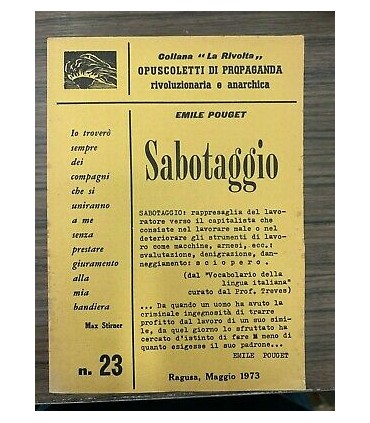 Collana "La Rivolta"
OPUSCOLETTI DI PROPAGANDA
rivoluzionaria e anarchica
EMILE POUGET
Sabotaggio
Io troverò
sempre
dei
compagni
che si
uniranno
a me
senza
prestare
giuramento
alla
mia
bandiera
Max Stirner
SABOTAGGIO: rappresaglia del lavo-
ratore verso il capitalista che
consiste nel lavorare male o nel
deteriorare gli strumenti di lavo-
ro come macchine, arnesi, ecc.:
svalutazione, denigrazione, dan-
neggiamento: s c i o p e r o .
(dal "Vocabolario della
lingua italiana"
curato dal Prof. Treves)
... Da quando un uomo ha avuto la
criminale ingegnosità di trarre
profitto dal lavoro di un suo simi-
le, da quel giorno lo sfruttato ha
cercato d'istinto di fare M meno di
quanto esigesse il suo padrone...
EMILE POUGET
n. 23
Ragusa, Maggio 1973